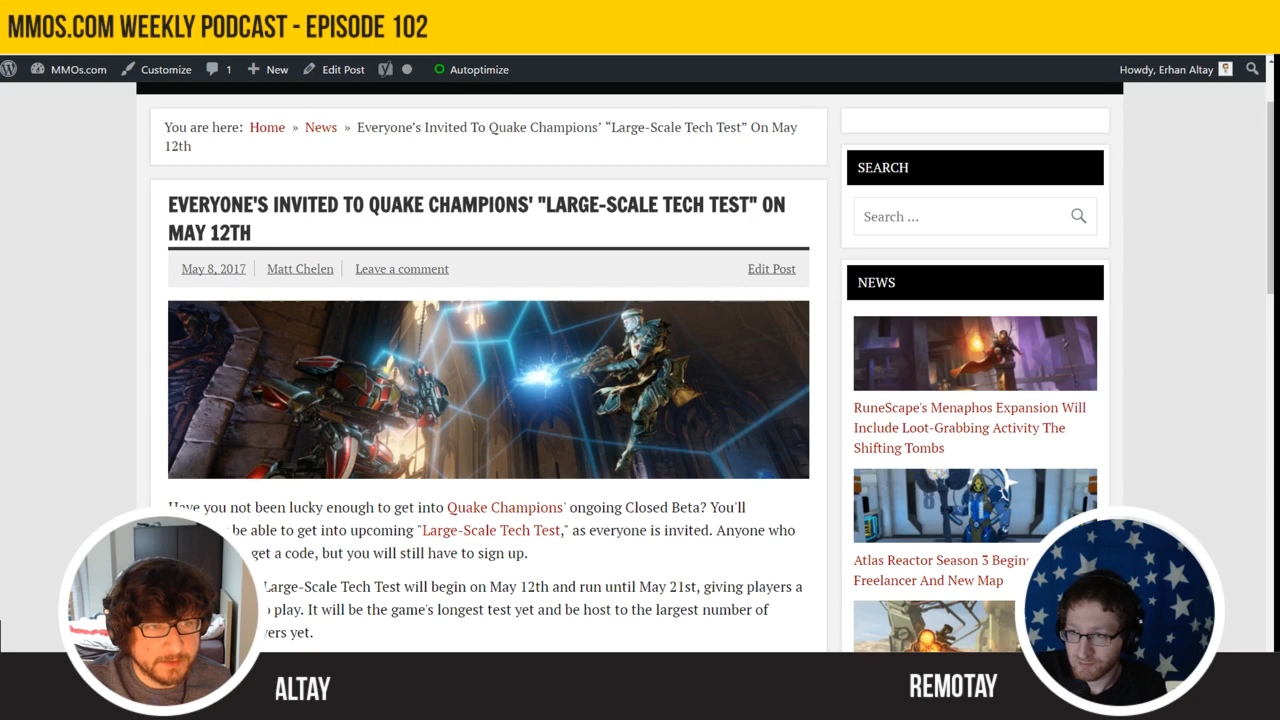 MMOS.COM WEEKLY PODCAST - EPISODE 102
MMOs.com Customize 1 New Edit Post Autoptimize Howdy, Erhan Altay
You are here: Home » News » Everyone's Invited To Quake Champions' “Large-Scale Tech Test” On May
12th
EVERYONE'S INVITED TO QUAKE CHAMPIONS' "LARGE-SCALE TECH TEST" ON
MAY 12TH
May 8, 2017 Matt Chelen Leave a comment Edit Post
Have you not been lucky enough to get into Quake Champions' ongoing Closed Beta? You'll
be able to get into upcoming "Large-Scale Tech Test," as everyone is invited. Anyone who
get a code, but you will still have to sign up.
Large-Scale Tech Test will begin on May 12th and run until May 21st, giving players a
play. It will be the game's longest test yet and be host to the largest number of
yet.
SEARCH
Search ...
NEWS
RuneScape's Menaphos Expansion Will
Include Loot-Grabbing Activity The
Shifting Tombs
Atlas Reactor Season 3
Freelancer And New Map
ALTAY
REMOTAY